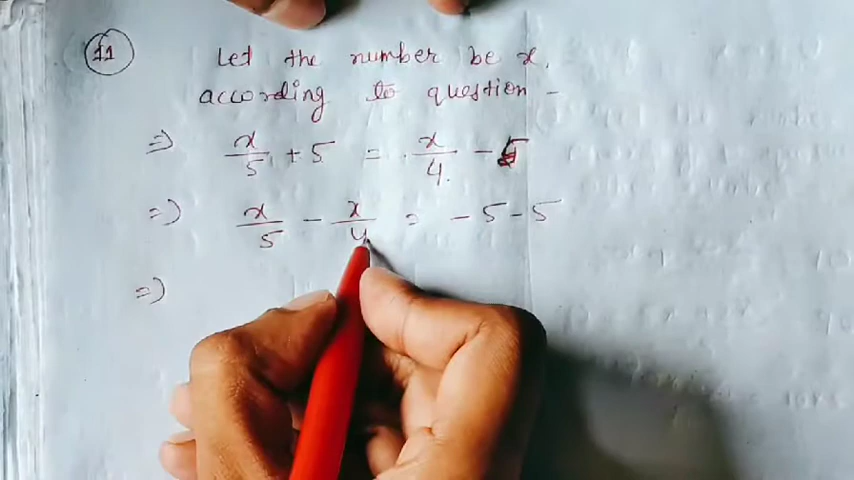 11
Let the number be x.
according to question -
=> x/5 + 5 = x/4 - 5
=> x/5 - x/4 = -5-5
=>